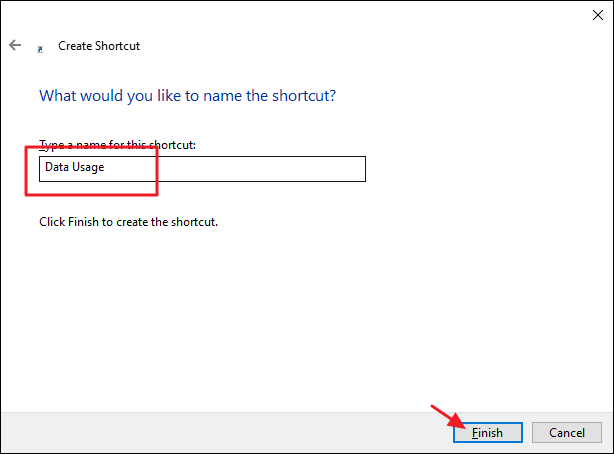 Create Shortcut
What would you like to name the shortcut?
Type a name for this shortcut:
Data Usage
Click Finish to create the shortcut.
Finish Cancel